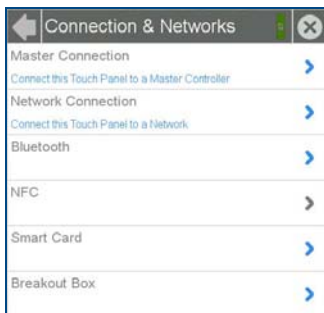 Connection & Networks
Master Connection
Connect this Touch Panel to a Master Controller
Network Connection
Connect this Touch Panel to a Network.
Bluetooth
NFC
Smart Card
Breakout Box